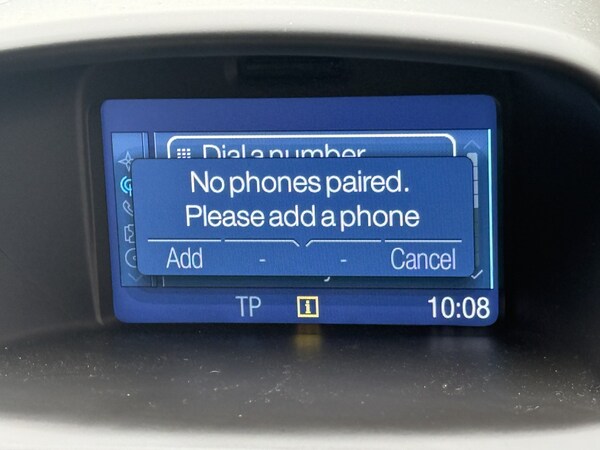 Dial a number
No phones paired.
Please add a phone
Add - - Cancel
TP i 10:08